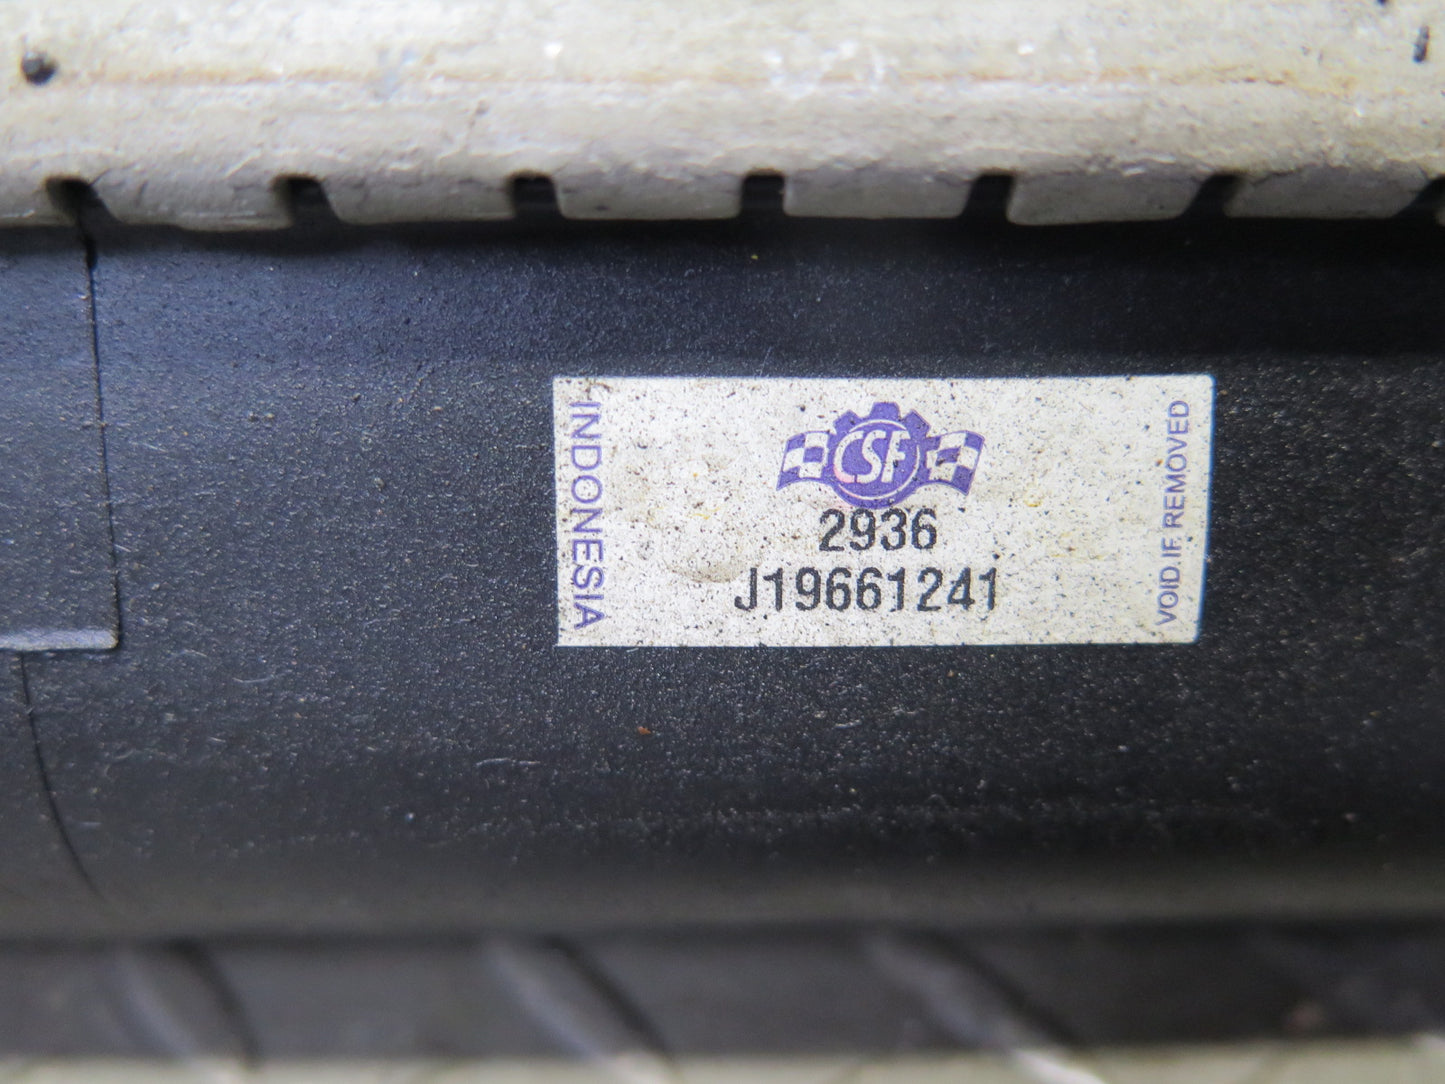 INDONESIA
CSF
2936
J19661241
VOID IF REMOVED